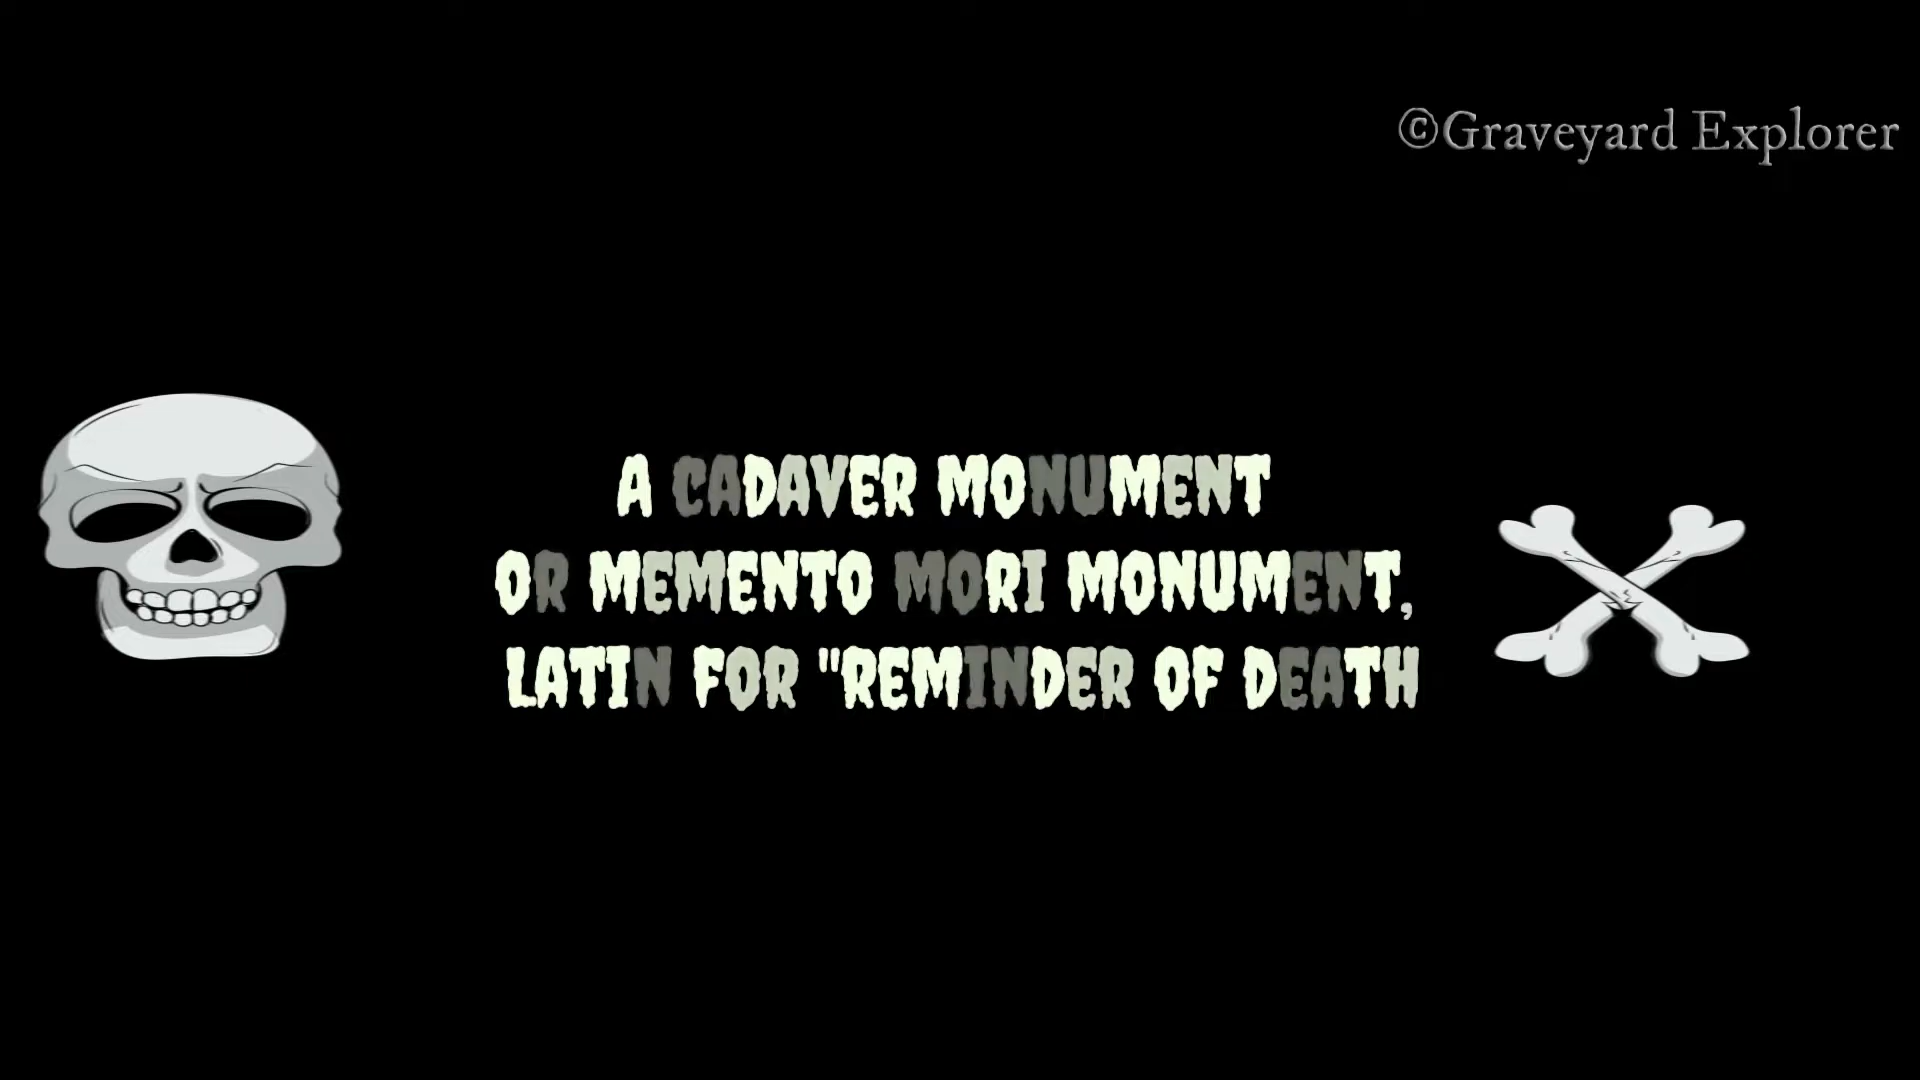 ©Graveyard Explorer
A CADAVER MONUMENT
OR MEMENTO MORI MONUMENT,
LATIN FOR "REMINDER OF DEATH